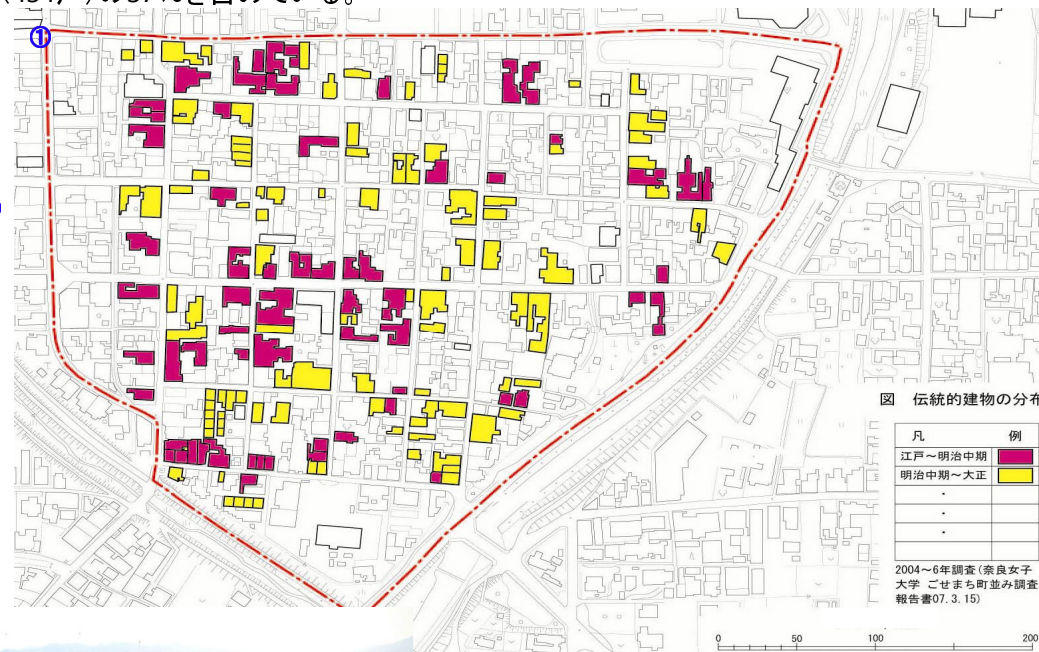 ①
図 伝統的建物の分布
凡 例
江戸～明治中期
明治中期～大正
・
・
・
2004～6年調査(奈良女子
大学 ごせまち町並み調査
報告書07.3.15)
0 50 100 200